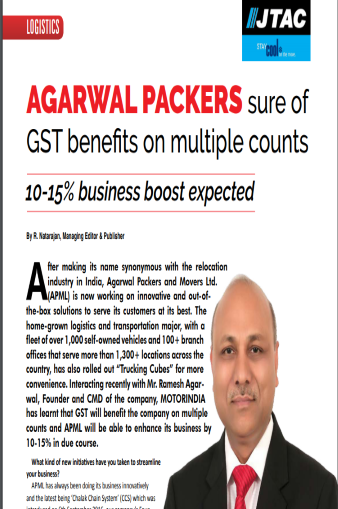 LOGISTICS
JTAC
STAY cool
AGARWAL PACKERS sure of
GST benefits on multiple counts
10-15% business boost expected
By R. Natarajan, Managing Editor & Publisher
After making its name synonymous with the relocation
industry in India, Agarwal Packers and Movers Ltd.
(APML) is now working on innovative and out-of-
the-box solutions to serve its customers at its best. The
home-grown logistics and transportation major, with a
fleet of over 1,000 self-owned vehicles and 100+ branch
offices that serve more than 1,300+ locations across the
country, has also rolled out “Trucking Cubes” for more
convenience. Interacting recently with Mr. Ramesh Agar-
wal, Founder and CMD of the company, MOTORINDIA
has learnt that GST will benefit the company on multiple
counts and APML will be able to enhance its business by
10-15% in due course.
What kind of new initiatives have you taken to streamline
your business?
APML has always been doing its business innovatively
and the latest being ‘Chalak Chain System’ (CCS) which was